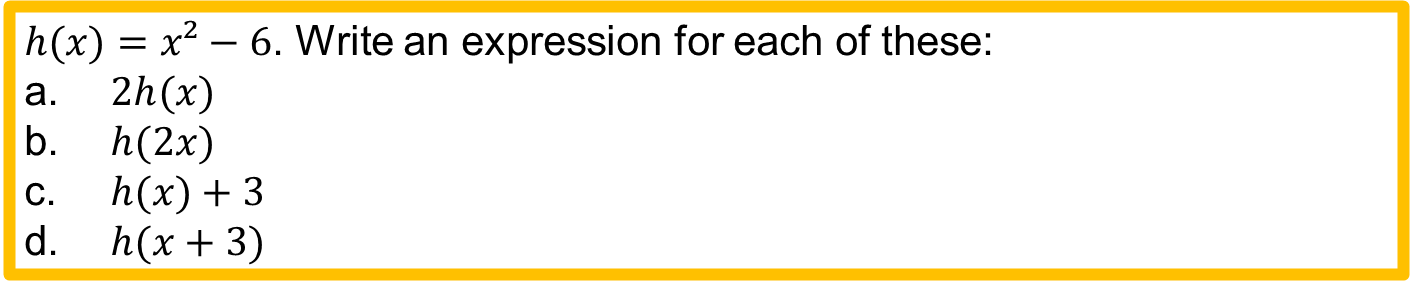 h(x) = x² − 6. Write an expression for each of these:
a. 2h(x)
b. h(2x)
c. h(x) + 3
d. h(x + 3)